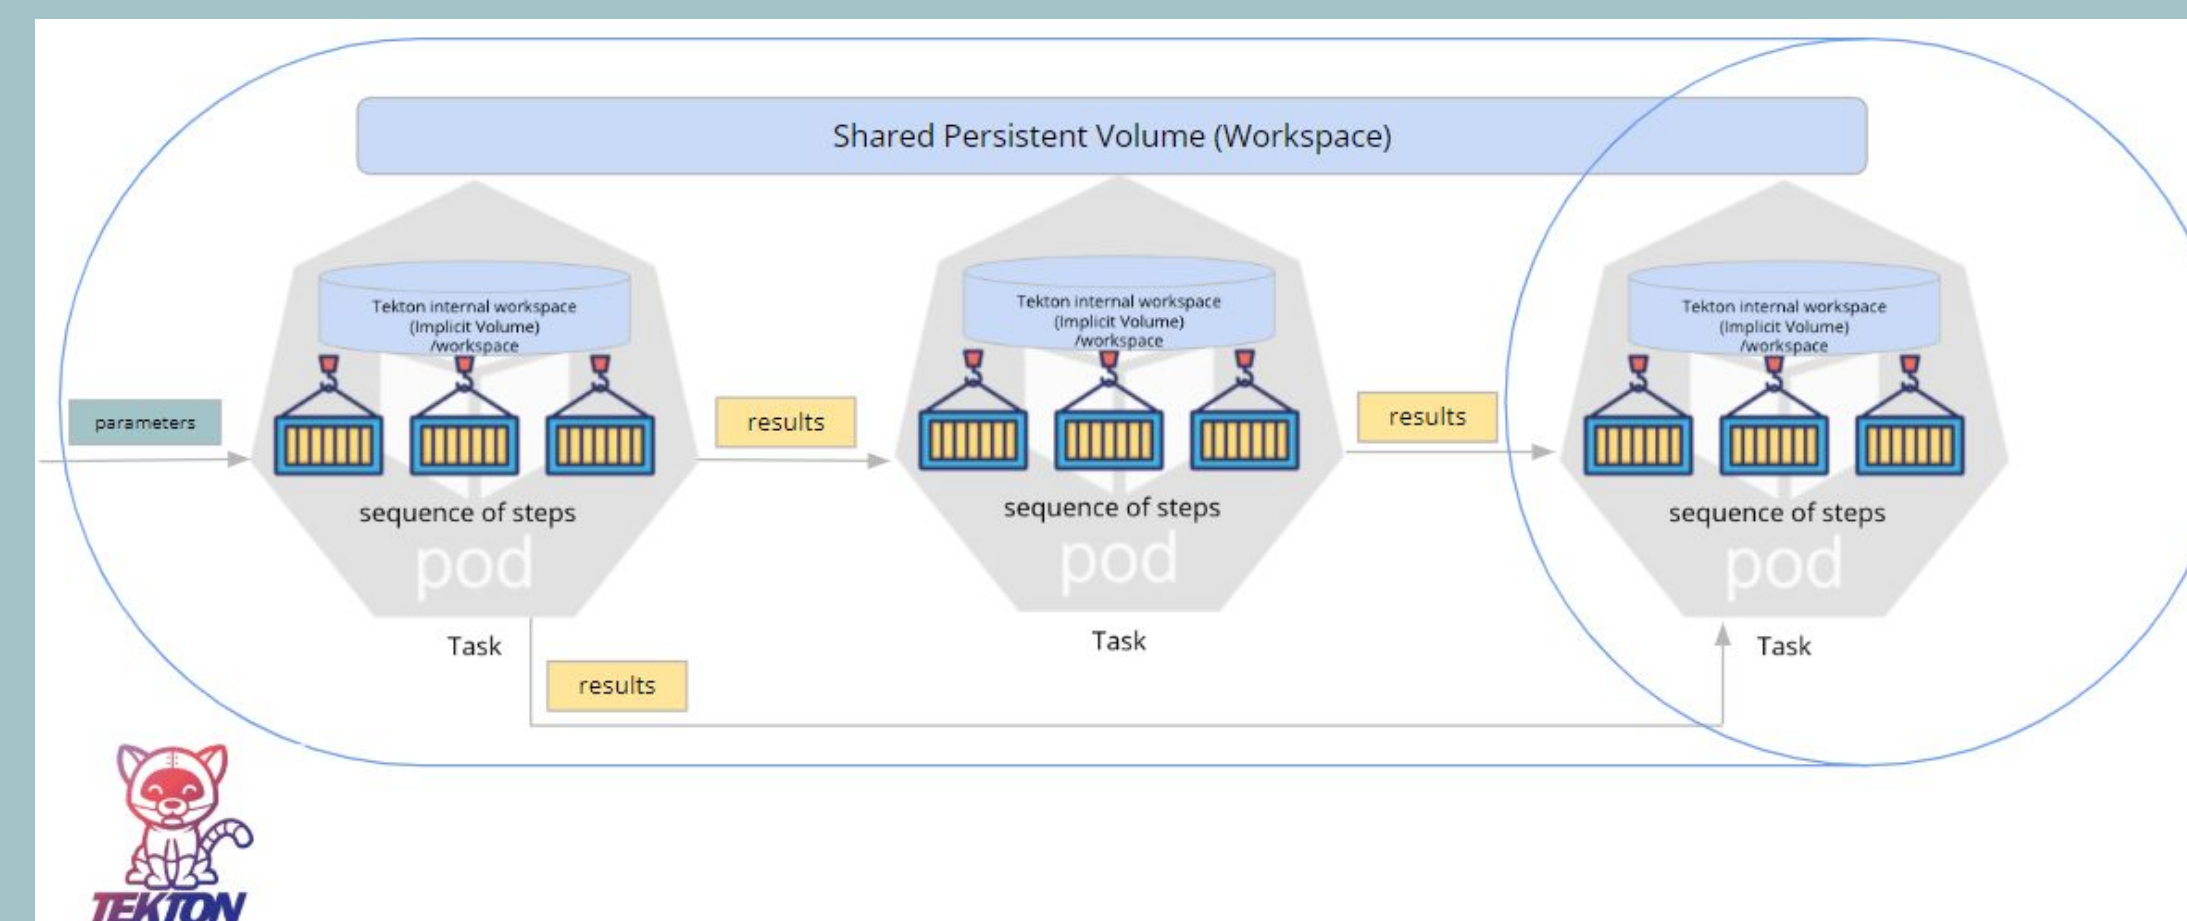 Shared Persistent Volume (Workspace)
Tekton internal workspace
(Implicit Volume)
/workspace
Tekton internal workspace
(Implicit Volume)
/workspace
Tekton internal workspace
(Implicit Volume)
/workspace
parameters
results
results
sequence of steps
sequence of steps
sequence of steps
pod
pod
pod
Task
Task
Task
results
TEKTON